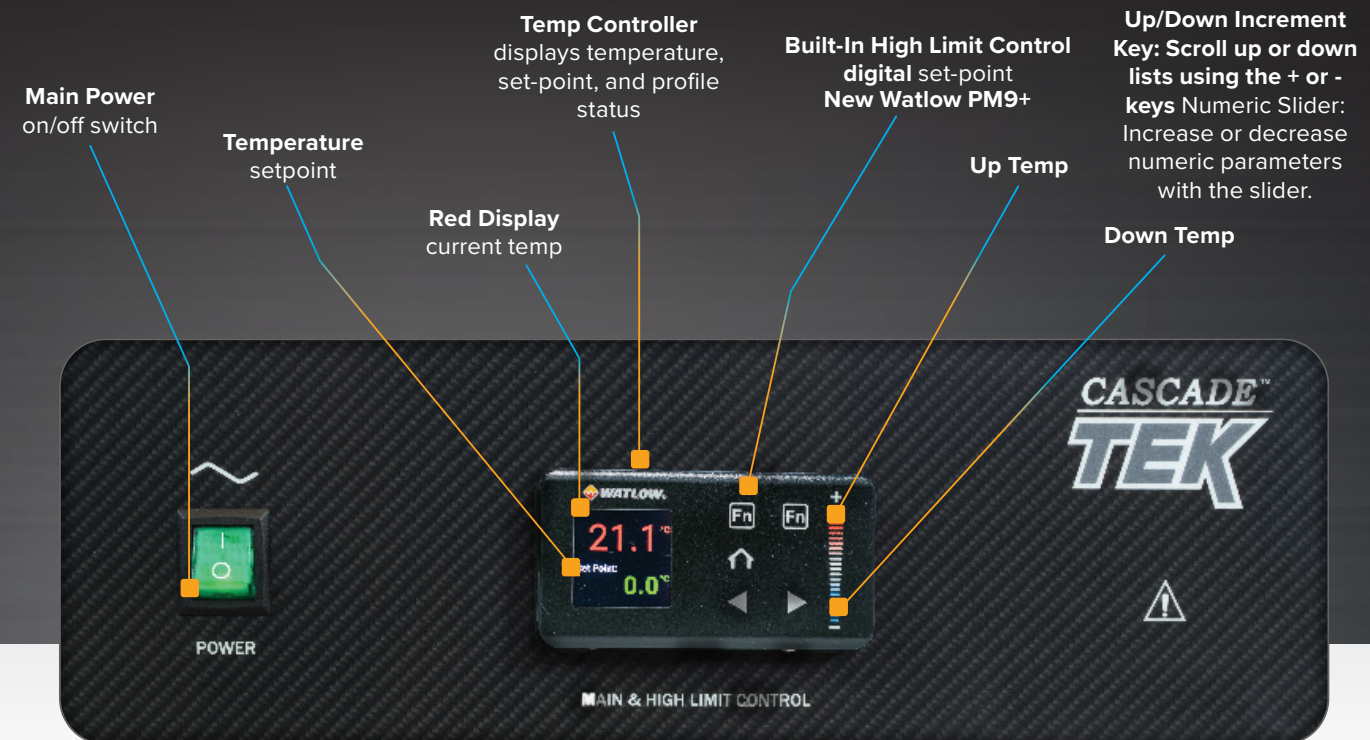 Main Power
on/off switch
Temperature
setpoint
Red Display
current temp
Temp Controller
displays temperature,
set-point, and profile
status
Built-In High Limit Control
digital set-point
New Watlow PM9+
Up Temp
Up/Down Increment
Key: Scroll up or down
lists using the + or -
keys Numeric Slider:
Increase or decrease
numeric parameters
with the slider.
Down Temp
CASCADE™
TEK
WATLOW.
21.1°C
Set Point:
0.0°C
Fn
Fn
+
−
I
O
POWER
MAIN & HIGH LIMIT CONTROL